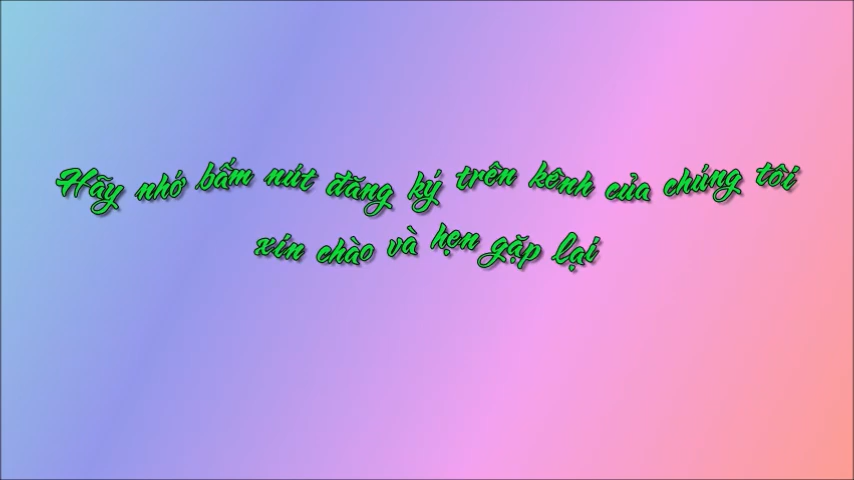 Hãy nhớ bấm nút đăng ký trên kênh của chúng tôi
xin chào và hẹn gặp lại